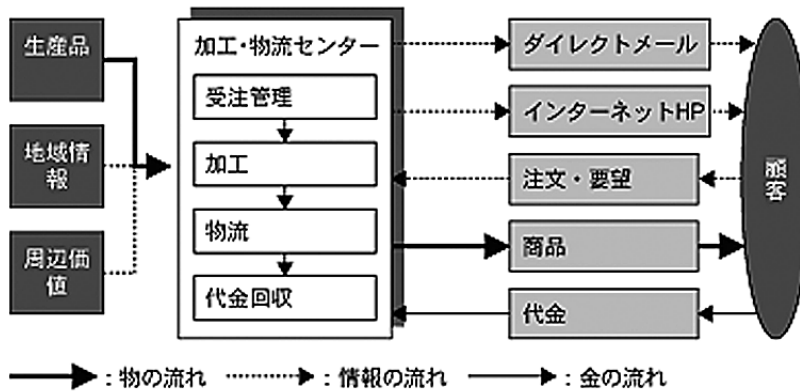 生産品
地域情
報
周辺価
値
加工・物流センター
受注管理
加工
物流
代金回収
ダイレクトメール
インターネットHP
注文・要望
商品
代金
顧客
：物の流れ
：情報の流れ
：金の流れ